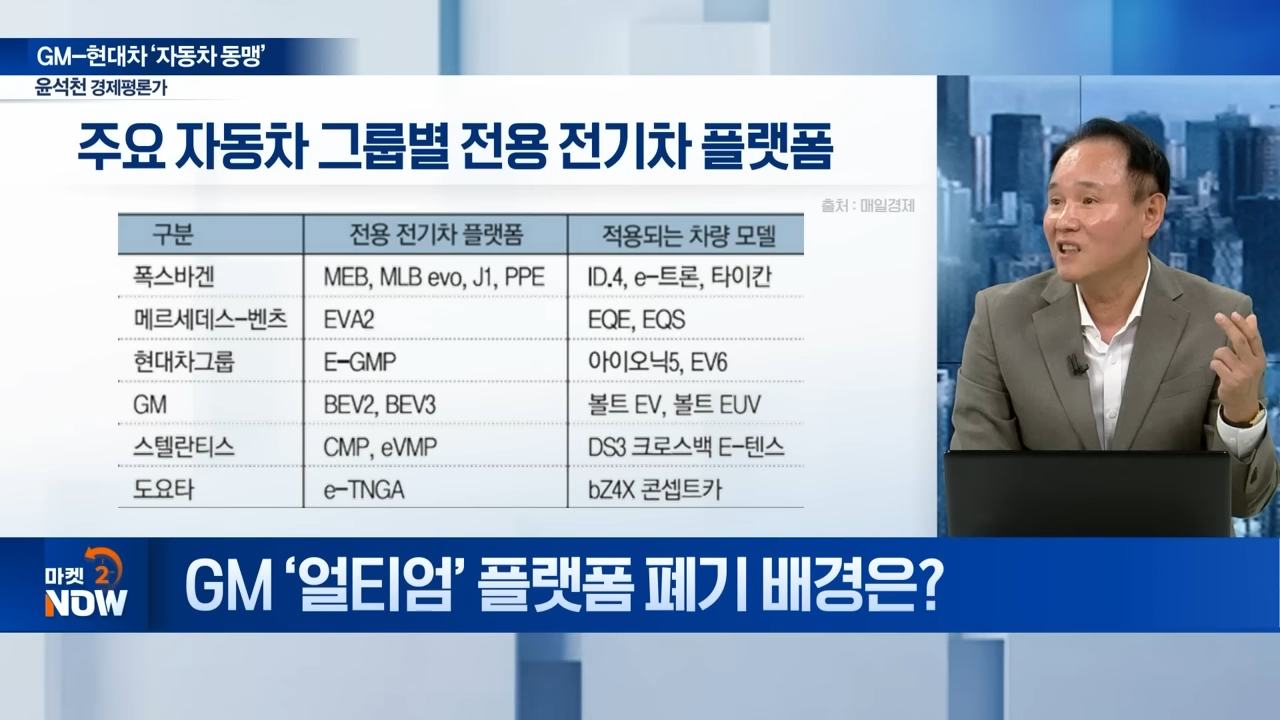 GM-현대차 '자동차 동맹'
윤석천 경제평론가
주요 자동차 그룹별 전용 전기차 플랫폼
출처 : 매일경제
구분 전용 전기차 플랫폼 적용되는 차량 모델
폭스바겐 MEB, MLB evo, J1, PPE ID.4, e-트론, 타이칸
메르세데스-벤츠 EVA2 EQE, EQS
현대차그룹 E-GMP 아이오닉5, EV6
GM BEV2, BEV3 볼트 EV, 볼트 EUV
스텔란티스 CMP, eVMP DS3 크로스백 E-텐스
도요타 e-TNGA bZ4X 콘셉트카
마켓 2
NOW
GM '얼티엄' 플랫폼 폐기 배경은?